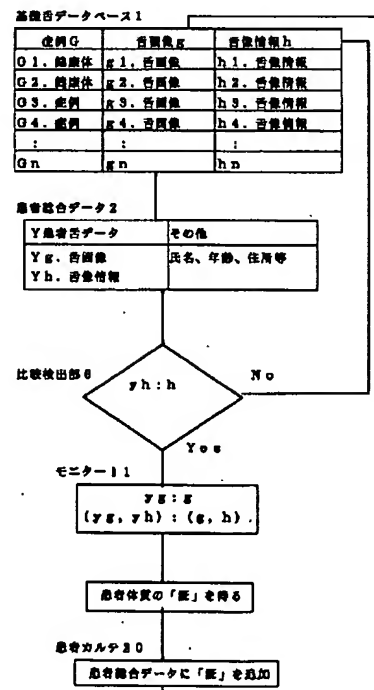 基礎舌データベース1
症例G 舌画像g 舌像情報h
G1.健康体 g1.舌画像 h1.舌像情報
G2.健康体 g2.舌画像 h2.舌像情報
G3.症例 g3.舌画像 h3.舌像情報
G4.症例 g4.舌画像 h4.舌像情報
: : :
Gn gn hn
患者総合データ2
Y患者舌データ その他
Yg.舌画像 氏名、年齢、住所等
Yh.舌像情報
比較検出部6
yh:h
No
Yes
モニター11
yg:g
(yg,yh):(g,h)
患者体質の「証」を得る
患者カルテ20
患者総合データに「証」を追加